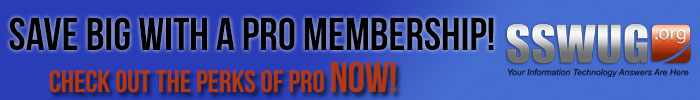 SAVE BIG WITH A PRO MEMBERSHIP!
CHECK OUT THE PERKS OF PRO NOW!
SSWUG.org
Your Information Technology Answers Are Here